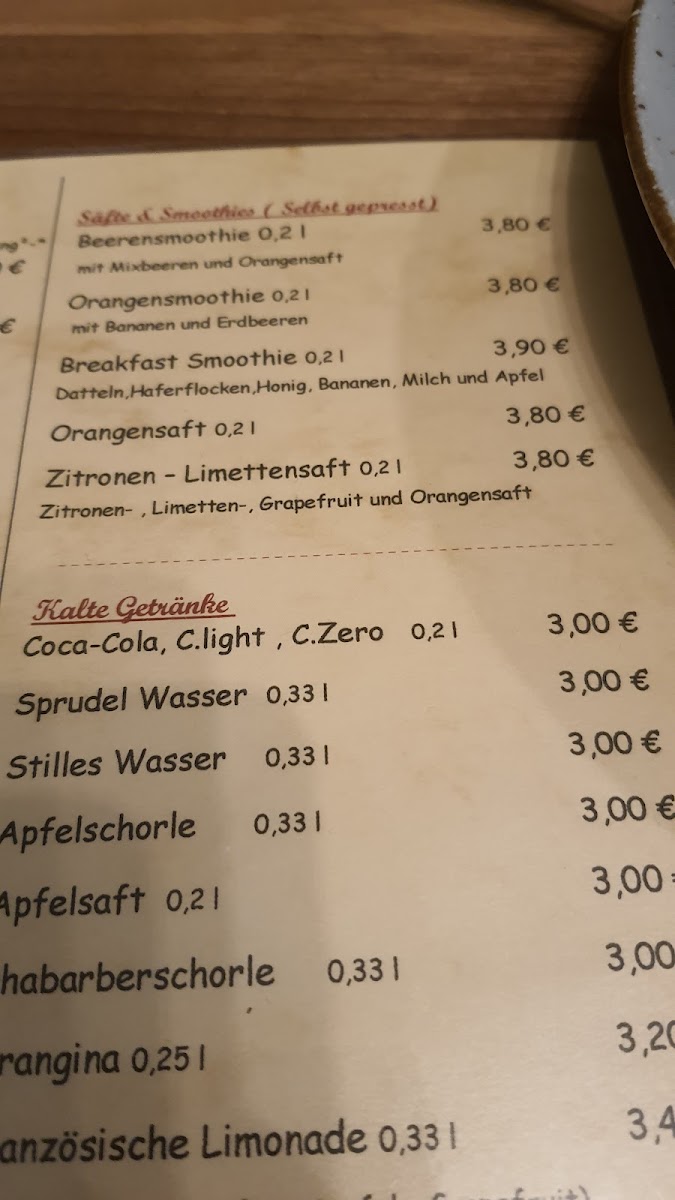 Säfte & Smoothies ( Selbst gepresst)
Beerensmoothie 0,2 l 3,80 €
mit Mixbeeren und Orangensaft
Orangensmoothie 0,2 l 3,80 €
mit Bananen und Erdbeeren
Breakfast Smoothie 0,2 l 3,90 €
Datteln,Haferflocken,Honig, Bananen, Milch und Apfel
Orangensaft 0,2 l 3,80 €
Zitronen - Limettensaft 0,2 l 3,80 €
Zitronen- , Limetten-, Grapefruit und Orangensaft
Kalte Getränke
Coca-Cola, C.light , C.Zero 0,2 l 3,00 €
Sprudel Wasser 0,33 l 3,00 €
Stilles Wasser 0,33 l 3,00 €
Apfelschorle 0,33 l 3,00 €
Apfelsaft 0,2 l 3,00
habarberschorle 0,33 l 3,00
rangina 0,25 l 3,20
anzösische Limonade 0,33 l 3,4